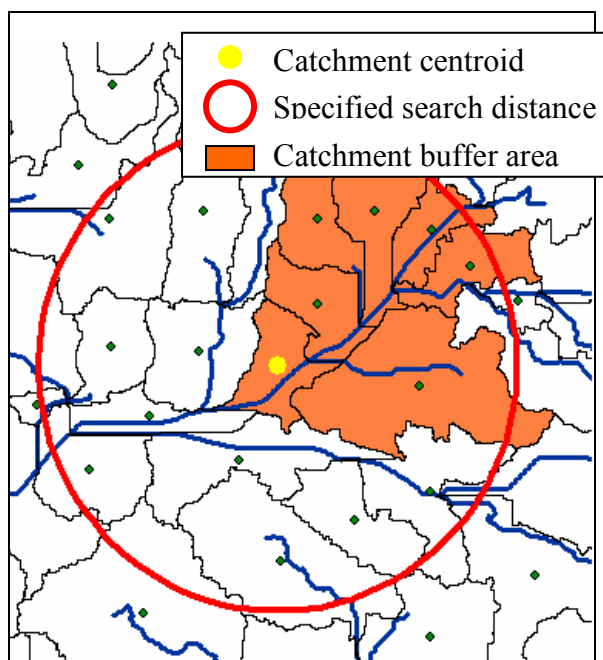 Catchment centroid
Specified search distance
Catchment buffer area